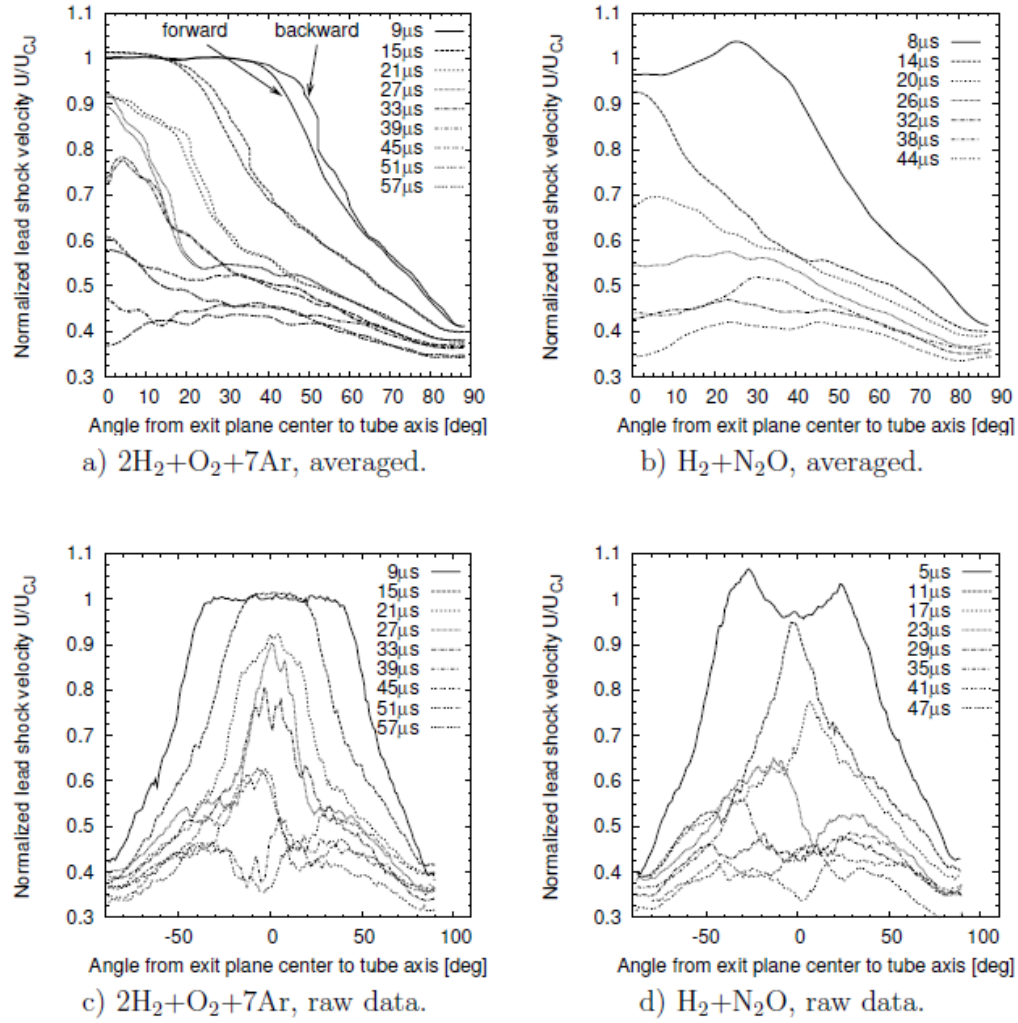 Normalized lead shock velocity U/U_CJ
1.1
1
0.9
0.8
0.7
0.6
0.5
0.4
0.3
forward
backward
9μs
15μs
21μs
27μs
33μs
39μs
45μs
51μs
57μs
0 10 20 30 40 50 60 70 80 90
Angle from exit plane center to tube axis [deg]
a) 2H₂+O₂+7Ar, averaged.
Normalized lead shock velocity U/U_CJ
1.1
1
0.9
0.8
0.7
0.6
0.5
0.4
0.3
8μs
14μs
20μs
26μs
32μs
38μs
44μs
0 10 20 30 40 50 60 70 80 90
Angle from exit plane center to tube axis [deg]
b) H₂+N₂O, averaged.
Normalized lead shock velocity U/U_CJ
1.1
1
0.9
0.8
0.7
0.6
0.5
0.4
0.3
9μs
15μs
21μs
27μs
33μs
39μs
45μs
51μs
57μs
-50 0 50 100
Angle from exit plane center to tube axis [deg]
c) 2H₂+O₂+7Ar, raw data.
Normalized lead shock velocity U/U_CJ
1.1
1
0.9
0.8
0.7
0.6
0.5
0.4
0.3
5μs
11μs
17μs
23μs
29μs
35μs
41μs
47μs
-50 0 50 100
Angle from exit plane center to tube axis [deg]
d) H₂+N₂O, raw data.